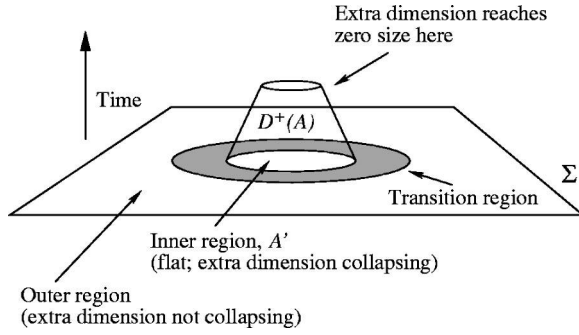 Extra dimension reaches
zero size here
Time
D⁺(A)
Σ
Transition region
Inner region, A'
(flat; extra dimension collapsing)
Outer region
(extra dimension not collapsing)